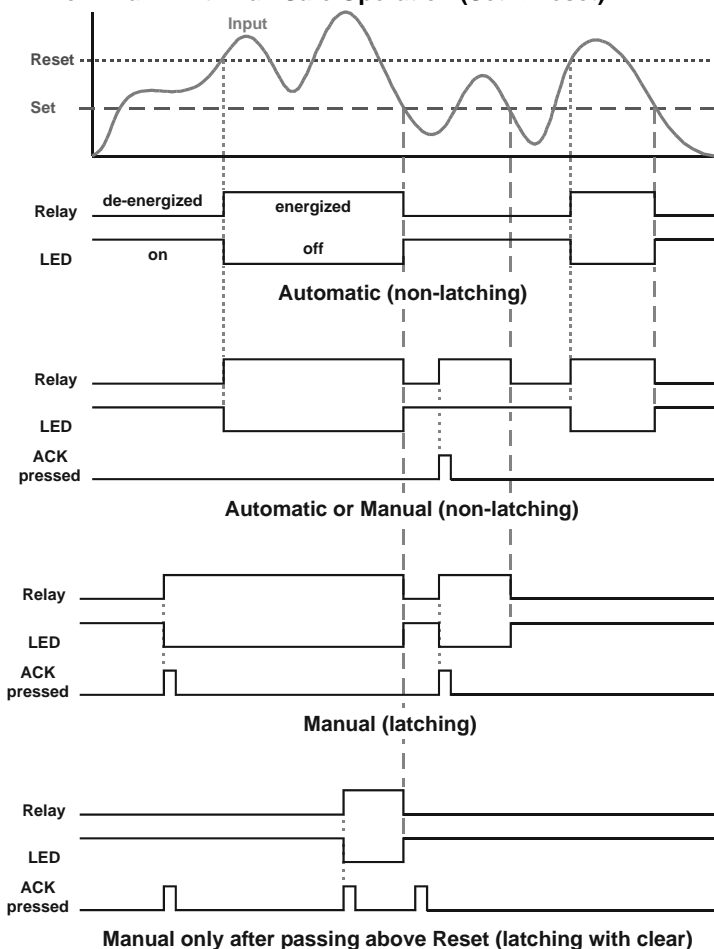 Input
Reset
Set
Relay
de-energized
energized
LED
on
off
Automatic (non-latching)
Relay
LED
ACK
pressed
Automatic or Manual (non-latching)
Relay
LED
ACK
pressed
Manual (latching)
Relay
LED
ACK
pressed
Manual only after passing above Reset (latching with clear)